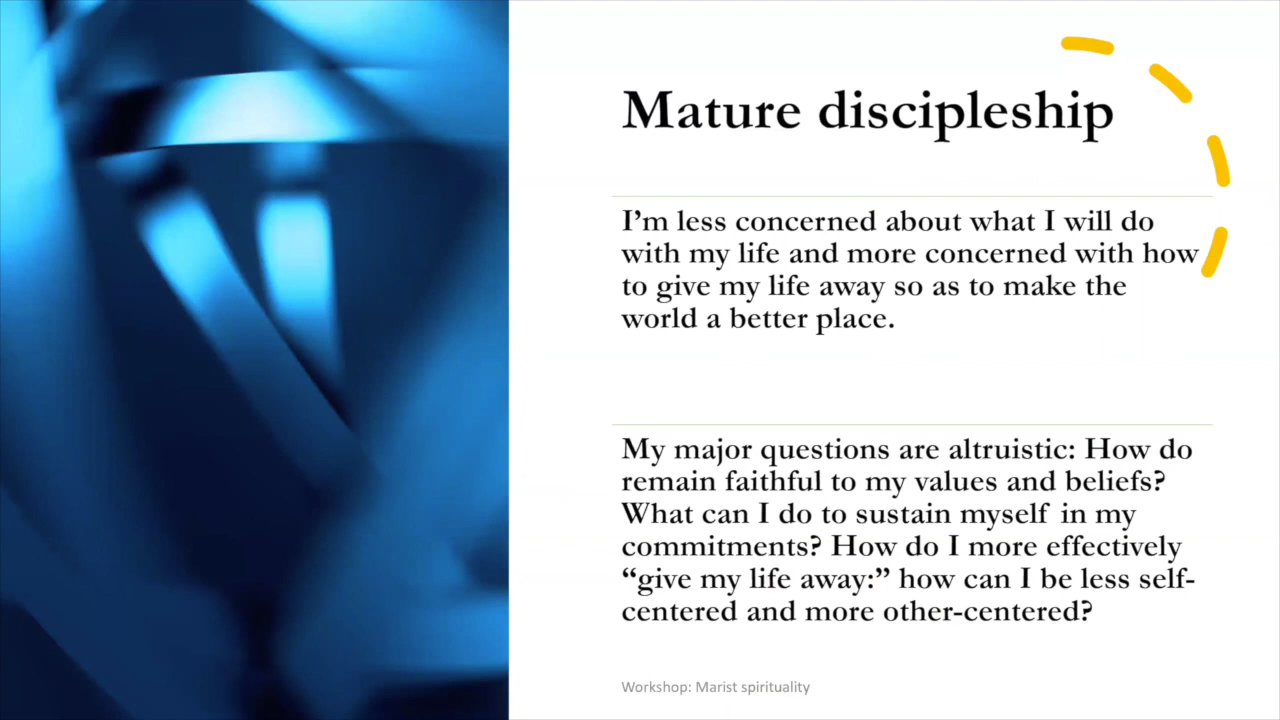 Mature discipleship
I’m less concerned about what I will do
with my life and more concerned with how
to give my life away so as to make the
world a better place.
My major questions are altruistic: How do
remain faithful to my values and beliefs?
What can I do to sustain myself in my
commitments? How do I more effectively
“give my life away:” how can I be less self-
centered and more other-centered?
Workshop: Marist spirituality